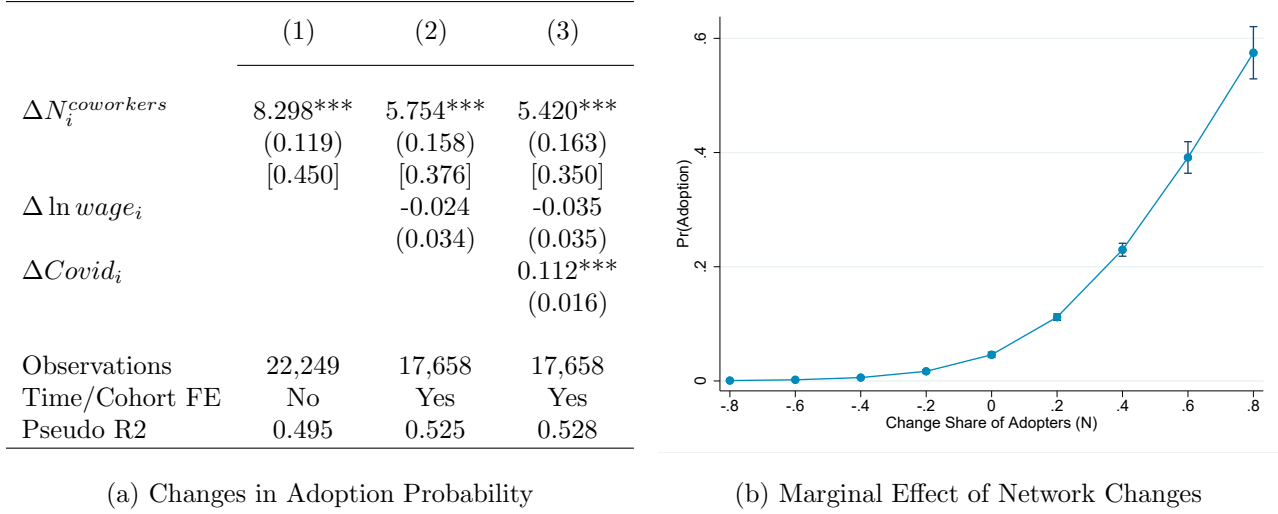 (1) (2) (3)
ΔN_i^{coworkers} 8.298*** 5.754*** 5.420***
(0.119) (0.158) (0.163)
[0.450] [0.376] [0.350]
Δ ln wage_i -0.024 -0.035
(0.034) (0.035)
ΔCovid_i 0.112***
(0.016)
Observations 22,249 17,658 17,658
Time/Cohort FE No Yes Yes
Pseudo R2 0.495 0.525 0.528
(a) Changes in Adoption Probability
Pr(Adoption)
.6
.4
.2
0
-.8 -.6 -.4 -.2 0 .2 .4 .6 .8
Change Share of Adopters (N)
(b) Marginal Effect of Network Changes